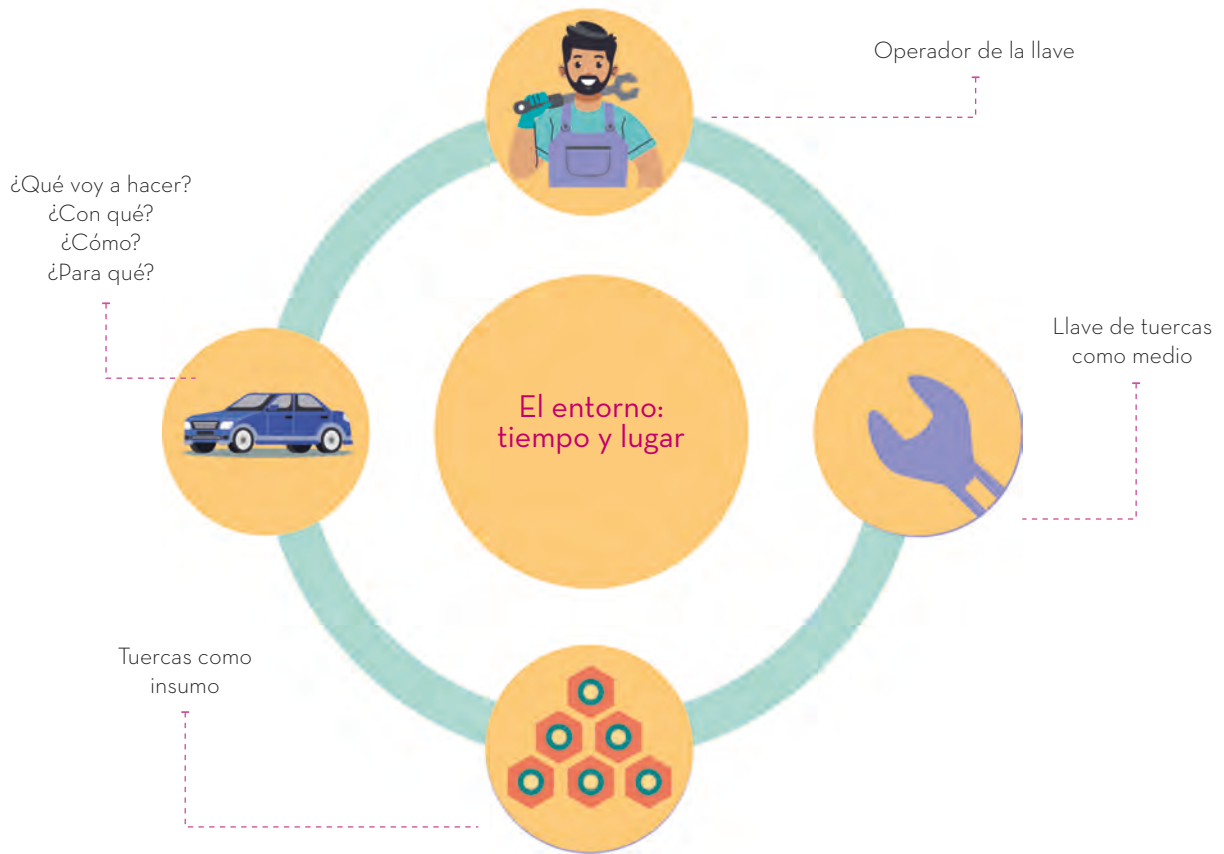 Operador de la llave
¿Qué voy a hacer?
¿Con qué?
¿Cómo?
¿Para qué?
Llave de tuercas
como medio
El entorno:
tiempo y lugar
Tuercas como
insumo